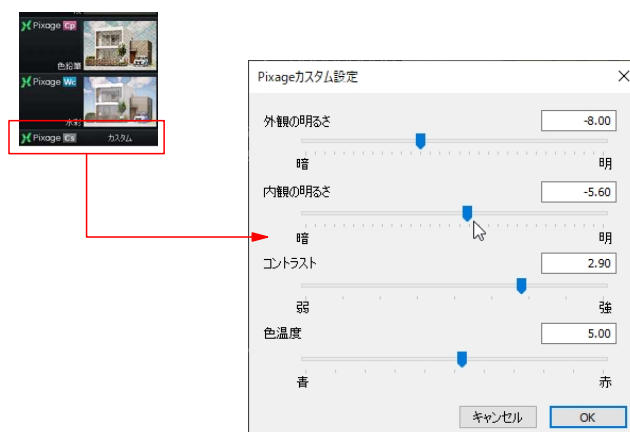 Pixage Cp
色鉛筆
Pixage Wc
水彩
Pixage Cs カスタム
Pixageカスタム設定
外観の明るさ -8.00
暗 明
内観の明るさ -5.60
暗 明
コントラスト 2.90
弱 強
色温度 5.00
青 赤
キャンセル OK